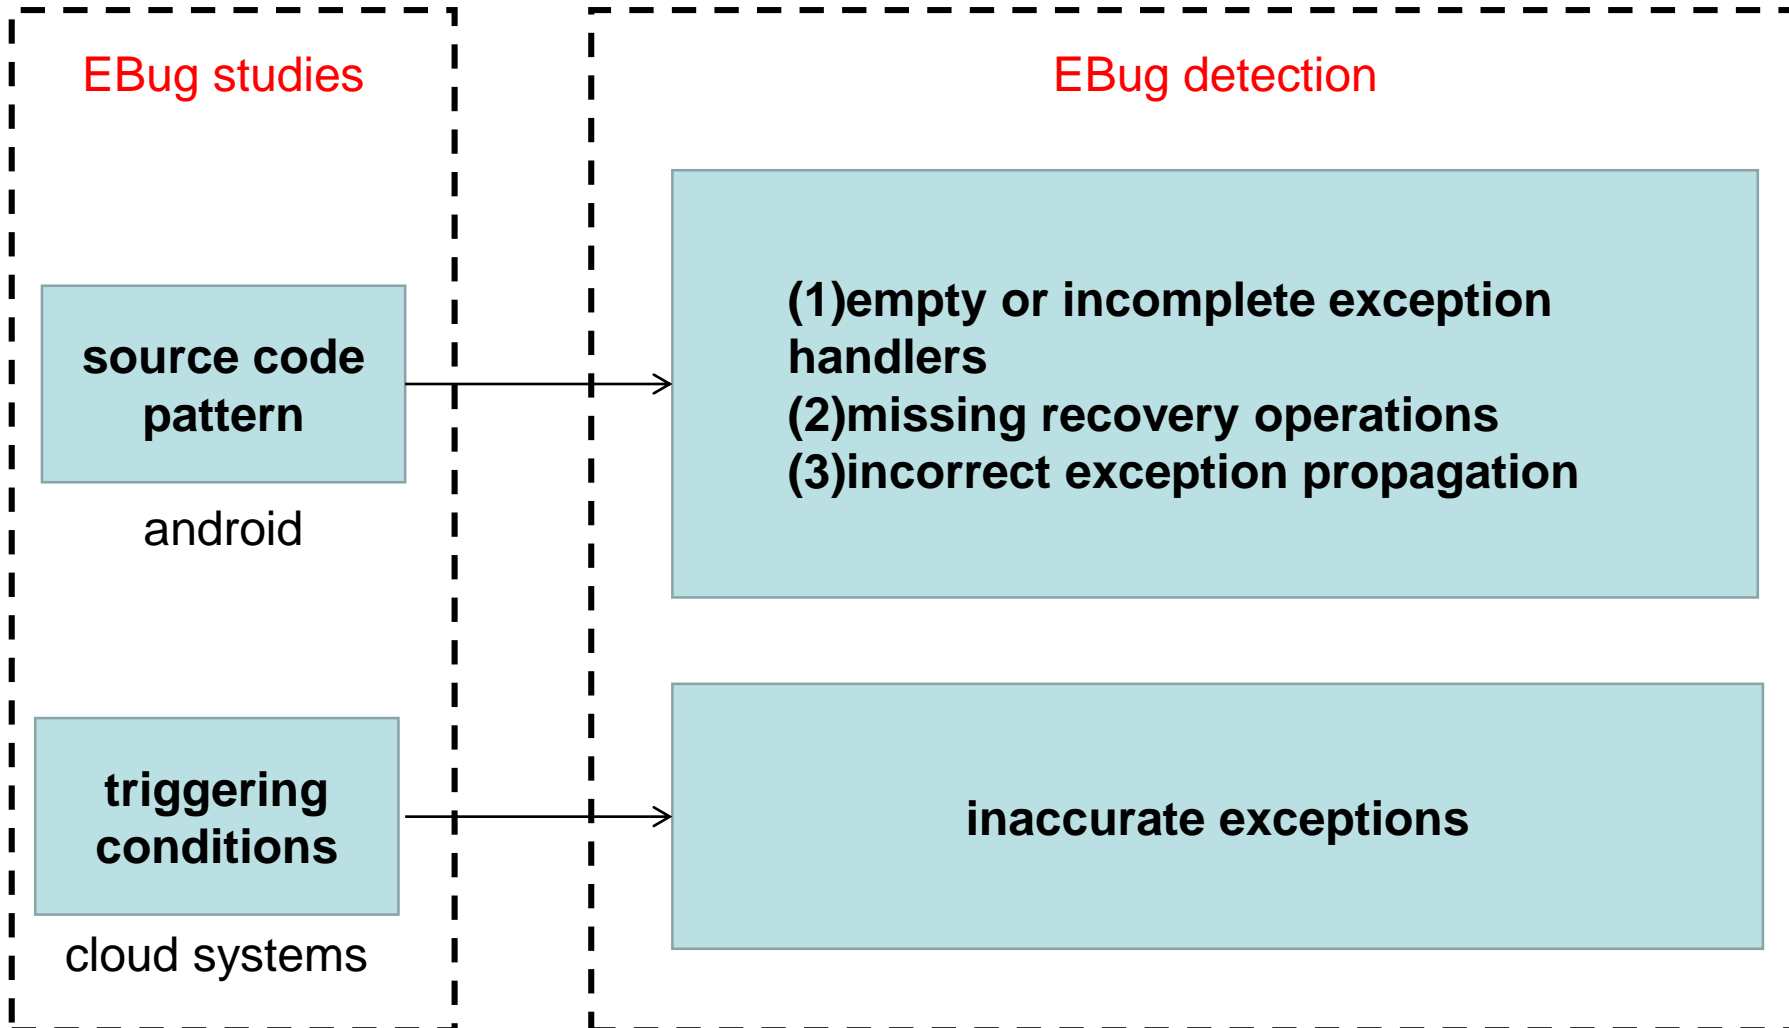 EBug studies
EBug detection
source code
pattern
android
(1)empty or incomplete exception
handlers
(2)missing recovery operations
(3)incorrect exception propagation
triggering
conditions
cloud systems
inaccurate exceptions